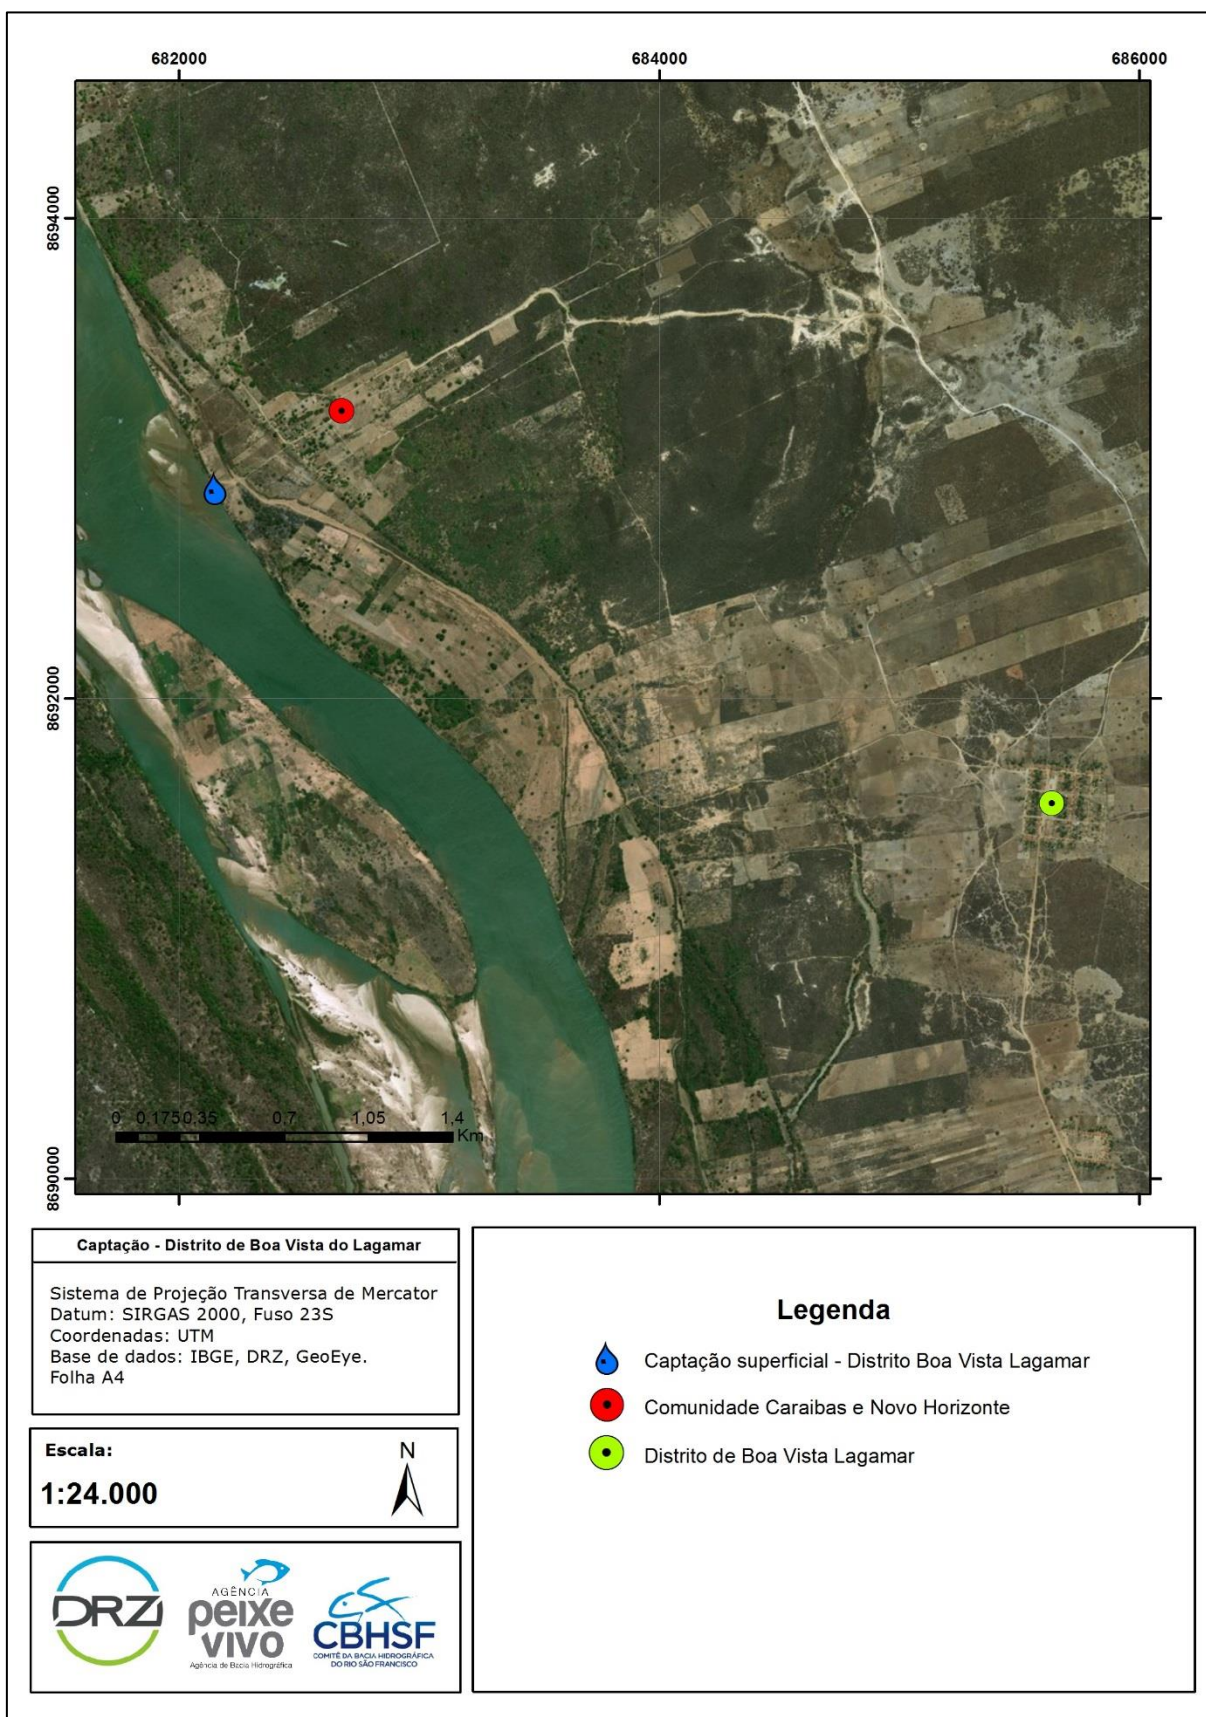 682000
684000
686000
8694000
8692000
8690000
0 0,175 0,35 0,7 1,05 1,4
Km
Captação - Distrito de Boa Vista do Lagamar
Sistema de Projeção Transversa de Mercator
Datum: SIRGAS 2000, Fuso 23S
Coordenadas: UTM
Base de dados: IBGE, DRZ, GeoEye.
Folha A4
Escala:
1:24.000
N
DRZ
AGÊNCIA
peixe
vivo
Agência de Bacia Hidrográfica
CBHSF
COMITÊ DA BACIA HIDROGRÁFICA
DO RIO SÃO FRANCISCO
Legenda
Captação superficial - Distrito Boa Vista Lagamar
Comunidade Caraibas e Novo Horizonte
Distrito de Boa Vista Lagamar